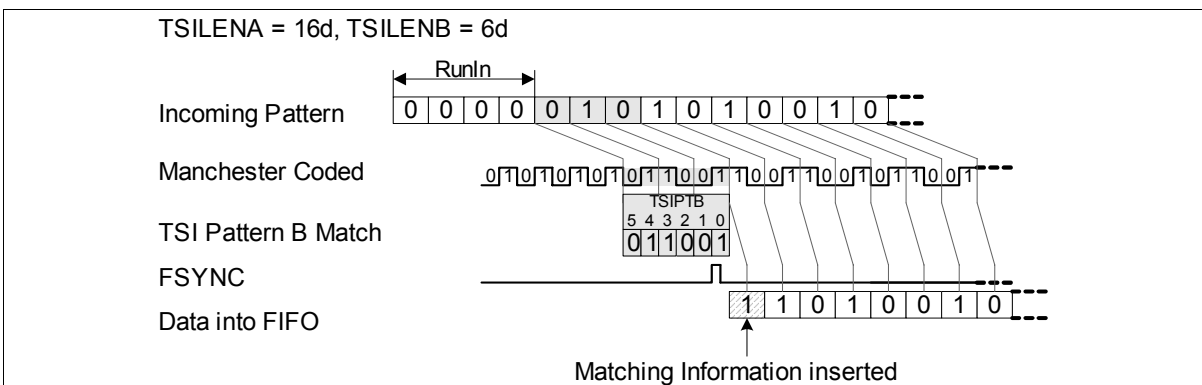 TSILENA = 16d, TSILENB = 6d
RunIn
Incoming Pattern 0 0 0 0 0 1 0 1 0 1 0 0 1 0
Manchester Coded 0 1 0 1 0 1 0 1 0 1 1 0 0 1 1 0 0 1 1 0 0 1 0 1 1 0 0 1
TSIPTB
5 4 3 2 1 0
TSI Pattern B Match 0 1 1 0 0 1
FSYNC
Data into FIFO 1 1 0 1 0 0 1 0
Matching Information inserted